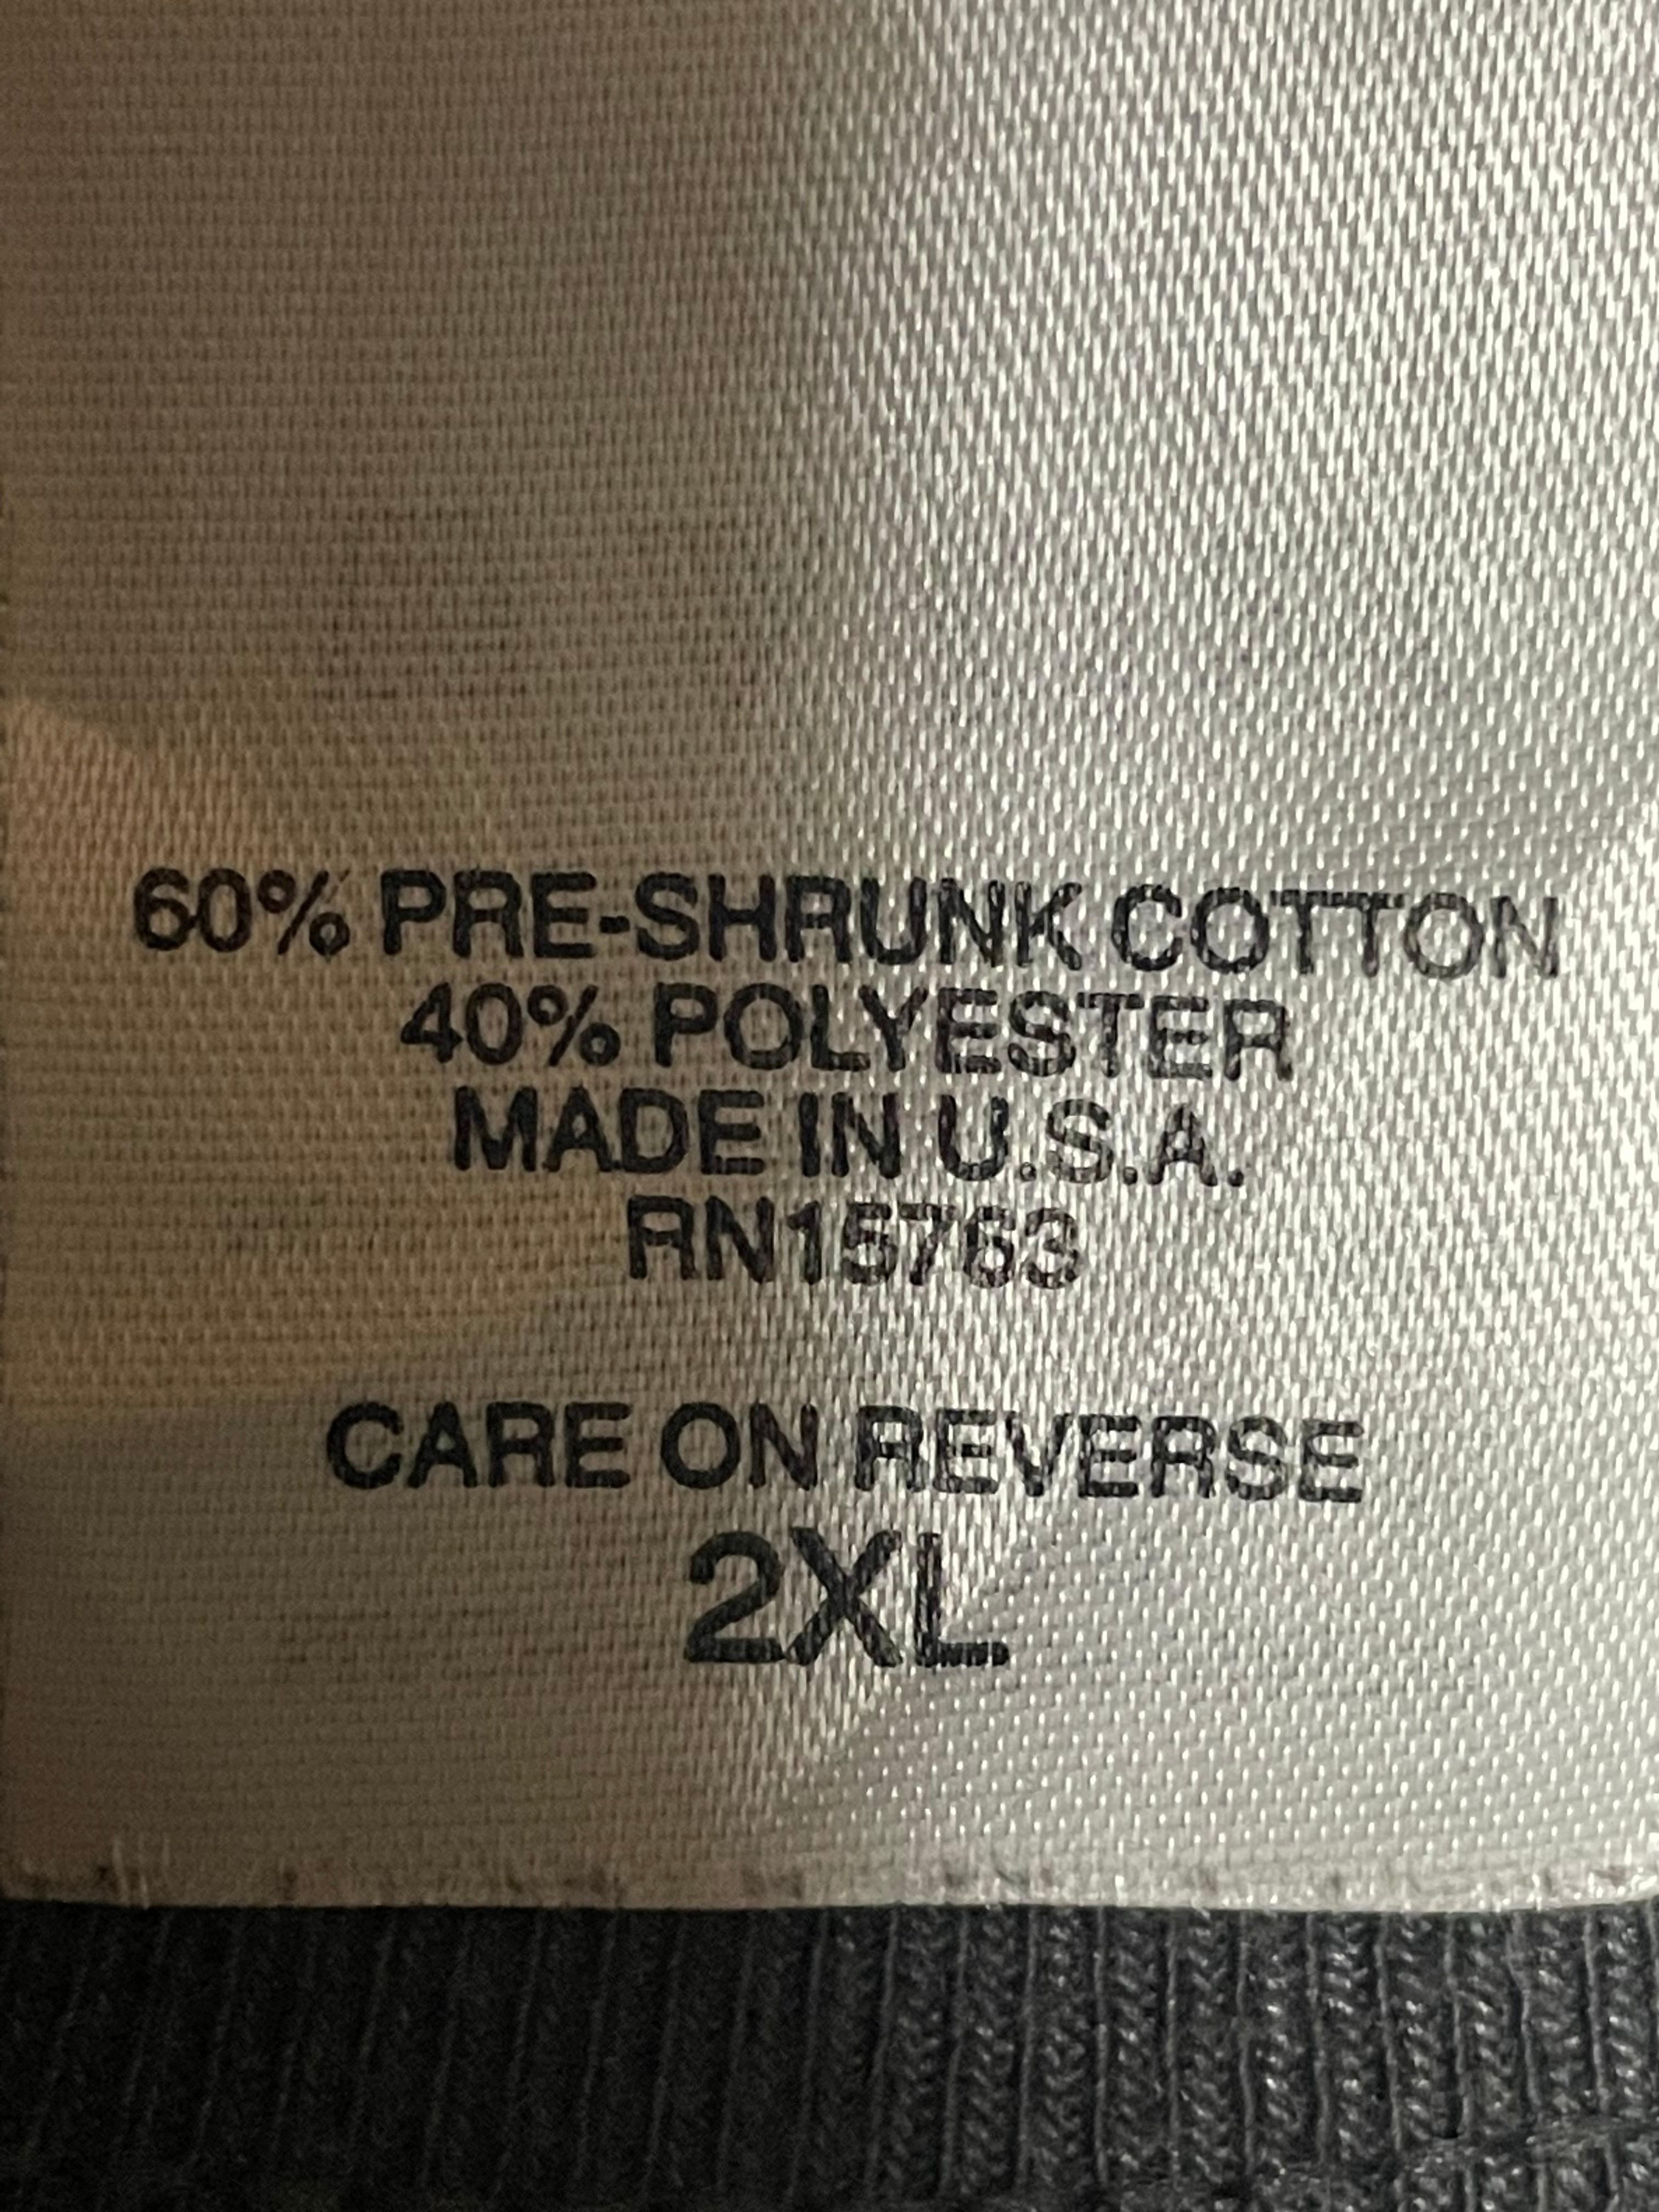 60% PRE-SHRUNK COTTON
40% POLYESTER
MADE IN U.S.A.
RN15763
CARE ON REVERSE
2XL